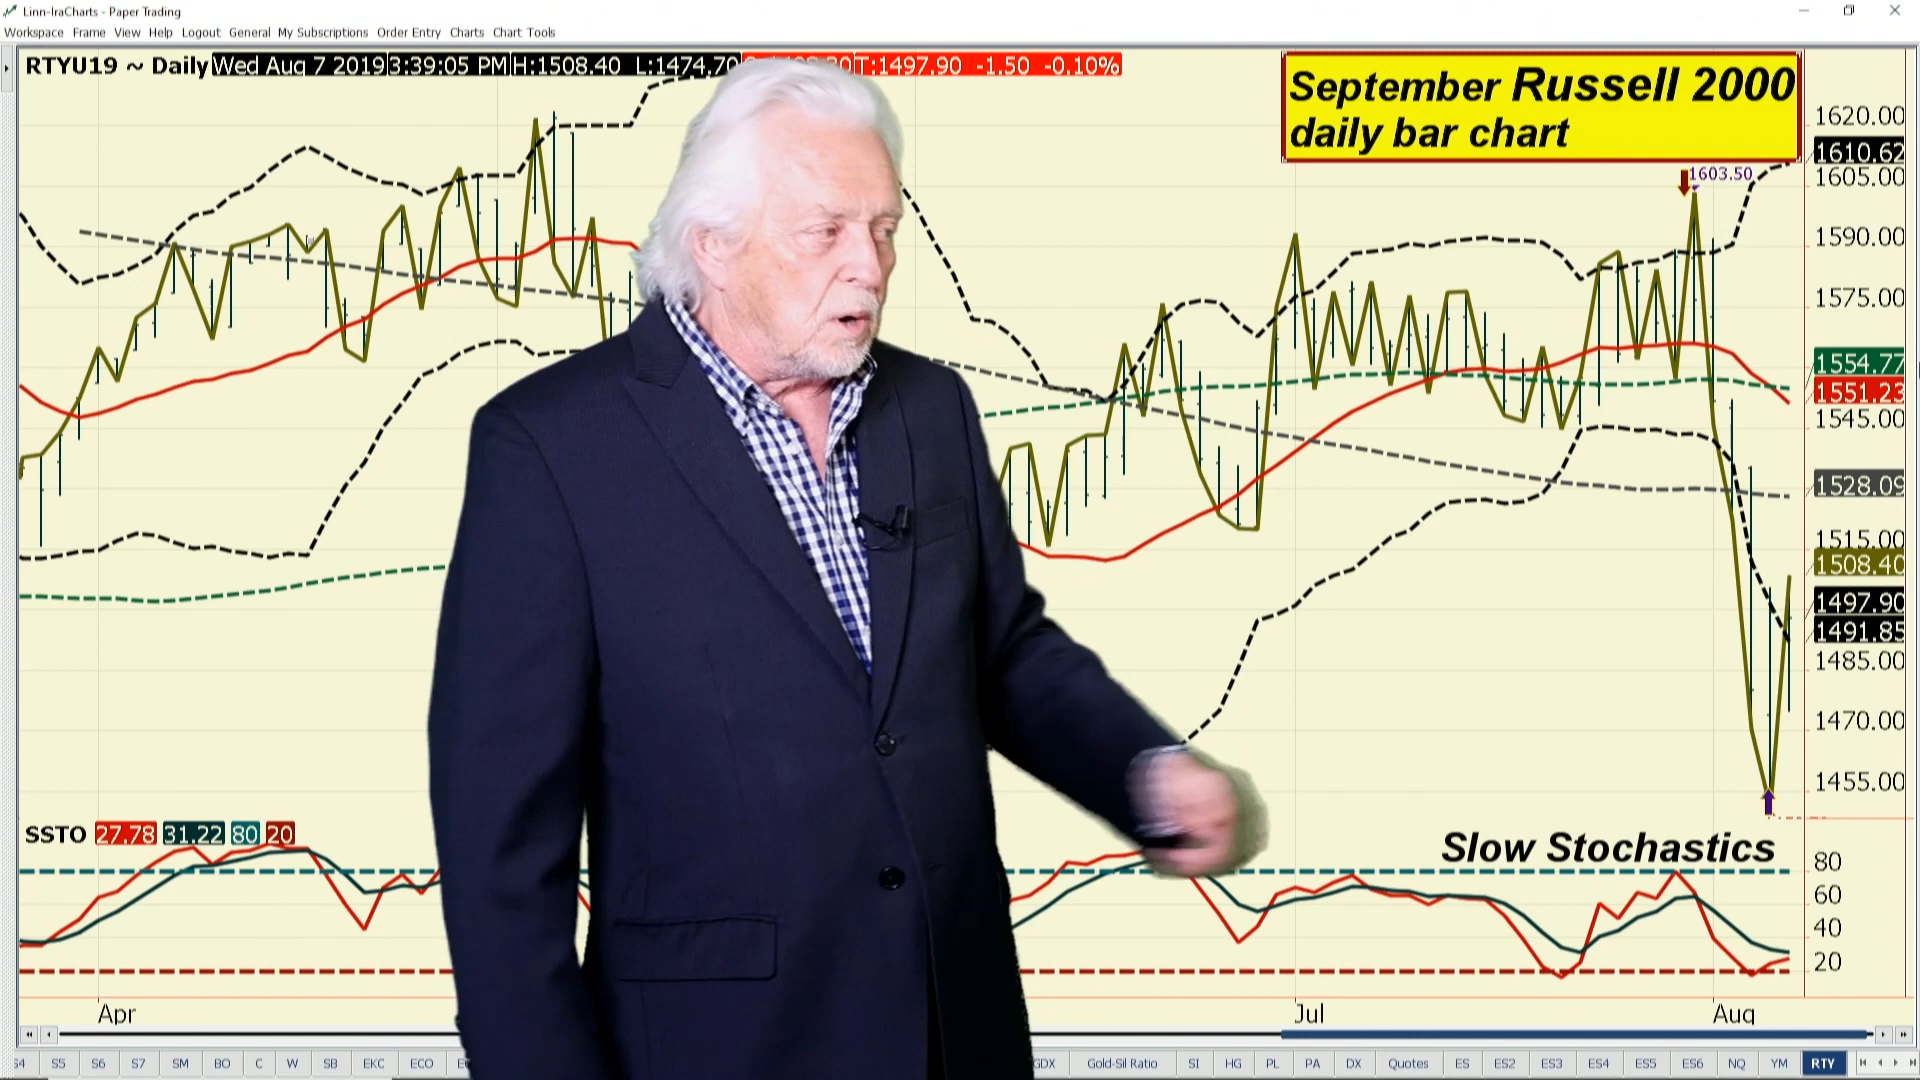 Linn-IraCharts - Paper Trading
Workspace Frame View Help Logout General My Subscriptions Order Entry Charts Chart Tools
RTYU19 ~ Daily Wed Aug 7 2019 3:39:05 PM H:1508.40 L:1474.70 T:1497.90 -1.50 -0.10%
September Russell 2000
daily bar chart
1620.00
1610.62
1603.50
1605.00
1590.00
1575.00
1554.77
1551.23
1545.00
1528.09
1515.00
1508.40
1497.90
1491.85
1485.00
1470.00
1455.00
SSTO 27.78 31.22 80 20
Slow Stochastics
80
60
40
20
Apr Jul Aug
S4 S5 S6 S7 SM BO C W SB EKC ECO GDX Gold-Sil Ratio SI HG PL PA DX Quotes ES ES2 ES3 ES4 ES5 ES6 NQ YM RTY